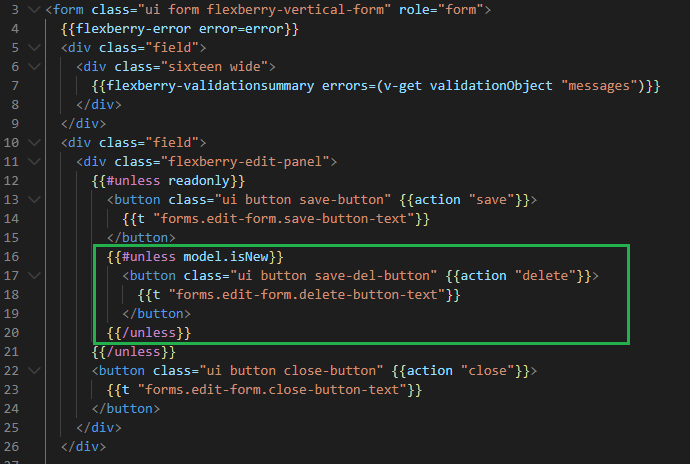 3 <form class="ui form flexberry-vertical-form" role="form">
4 {{flexberry-error error=error}}
5 <div class="field">
6 <div class="sixteen wide">
7 {{flexberry-validationsummary errors=(v-get validationObject "messages")}}
8 </div>
9 </div>
10 <div class="field">
11 <div class="flexberry-edit-panel">
12 {{#unless readonly}}
13 <button class="ui button save-button" {{action "save"}}>
14 {{t "forms.edit-form.save-button-text"}}
15 </button>
16 {{#unless model.isNew}}
17 <button class="ui button save-del-button" {{action "delete"}}>
18 {{t "forms.edit-form.delete-button-text"}}
19 </button>
20 {{/unless}}
21 {{/unless}}
22 <button class="ui button close-button" {{action "close"}}>
23 {{t "forms.edit-form.close-button-text"}}
24 </button>
25 </div>
26 </div>